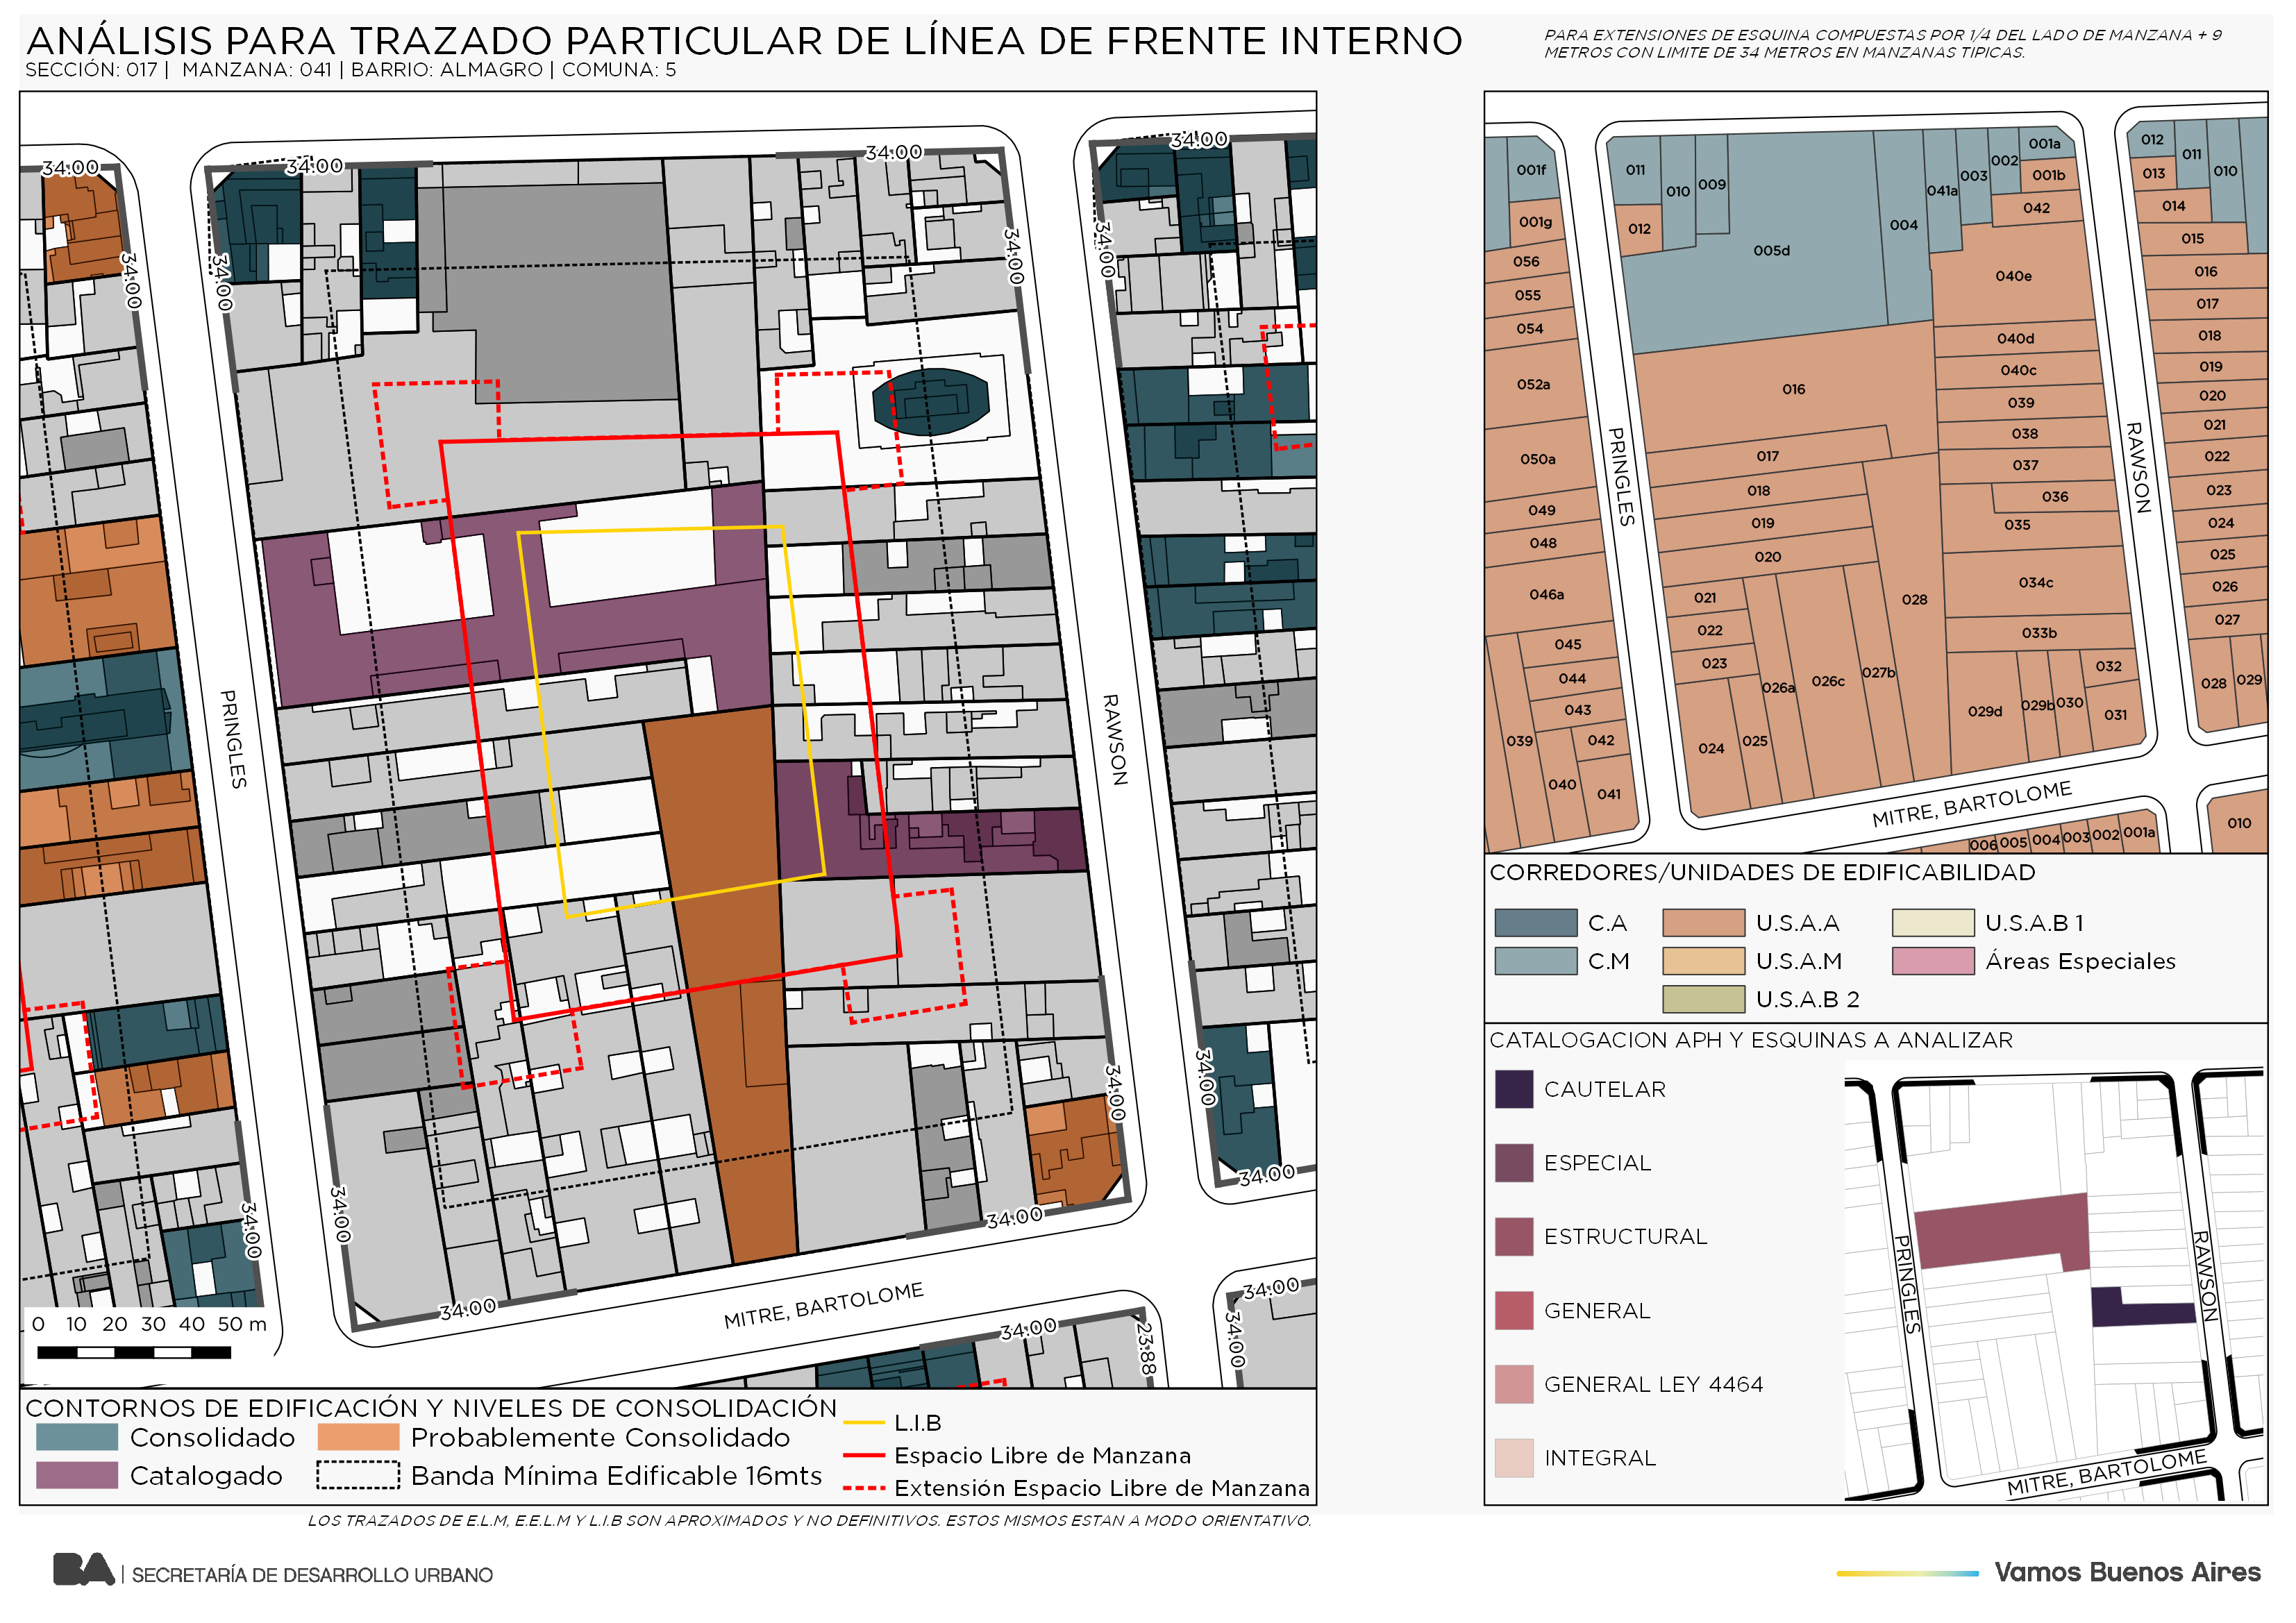 ANÁLISIS PARA TRAZADO PARTICULAR DE LÍNEA DE FRENTE INTERNO
SECCIÓN: 017 | MANZANA: 041 | BARRIO: ALMAGRO | COMUNA: 5
PARA EXTENSIONES DE ESQUINA COMPUESTAS POR 1/4 DEL LADO DE MANZANA + 9
METROS CON LIMITE DE 34 METROS EN MANZANAS TIPICAS.
34.00
34.00
34.00
34.00
34.00
34.00
34.00
34.00
34.00
PRINGLES
RAWSON
34.00
34.00
34.00
34.00
34.00
34.00
34.00
34.00
34.00
34.00
23.88
34.00
MITRE, BARTOLOME
0 10 20 30 40 50 m
CONTORNOS DE EDIFICACIÓN Y NIVELES DE CONSOLIDACIÓN
Consolidado
Probablemente Consolidado
Catalogado
Banda Mínima Edificable 16mts
L.I.B
Espacio Libre de Manzana
Extensión Espacio Libre de Manzana
LOS TRAZADOS DE E.L.M, E.E.L.M Y L.I.B SON APROXIMADOS Y NO DEFINITIVOS. ESTOS MISMOS ESTAN A MODO ORIENTATIVO.
001f
001g
056
055
054
052a
050a
049
048
046a
045
044
043
042
039
040
041
011
010
009
012
005d
004
041a
003
002
001a
001b
042
040e
016
040d
040c
039
038
037
036
035
017
018
019
020
021
022
023
024
025
026a
026c
027b
028
034c
033b
032
029d
029b
030
031
012
011
010
013
014
015
016
017
018
019
020
021
022
023
024
025
026
027
028
029
PRINGLES
RAWSON
MITRE, BARTOLOME
006
005
004
003
002
001a
010
CORREDORES/UNIDADES DE EDIFICABILIDAD
C.A
U.S.A.A
U.S.A.B 1
C.M
U.S.A.M
Áreas Especiales
U.S.A.B 2
CATALOGACION APH Y ESQUINAS A ANALIZAR
CAUTELAR
ESPECIAL
ESTRUCTURAL
GENERAL
GENERAL LEY 4464
INTEGRAL
PRINGLES
RAWSON
MITRE, BARTOLOME
BA | SECRETARÍA DE DESARROLLO URBANO
Vamos Buenos Aires